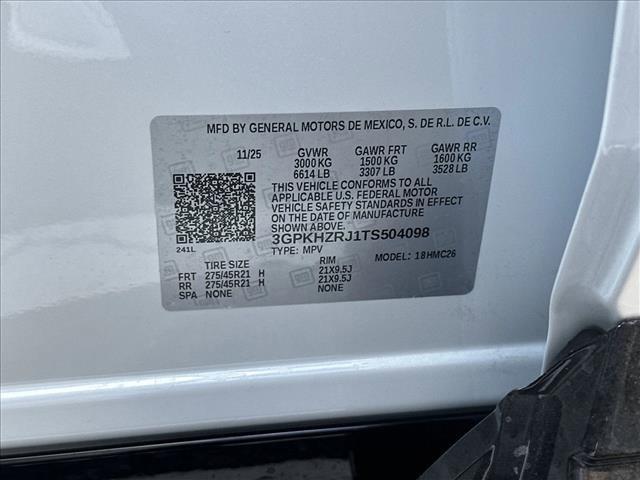 MFD BY GENERAL MOTORS DE MEXICO, S. DE R.L. DE C.V.
11/25 GVWR GAWR FRT GAWR RR
3000 KG 1500 KG 1600 KG
6614 LB 3307 LB 3528 LB
THIS VEHICLE CONFORMS TO ALL
APPLICABLE U.S. FEDERAL MOTOR
VEHICLE SAFETY STANDARDS IN EFFECT
ON THE DATE OF MANUFACTURE SHOWN ABOVE.
3GPKHZRJ1TS504098
241L TYPE: MPV MODEL: 18HMC26
TIRE SIZE RIM
FRT 275/45R21 H 21X9.5J
RR 275/45R21 H 21X9.5J
SPA NONE NONE